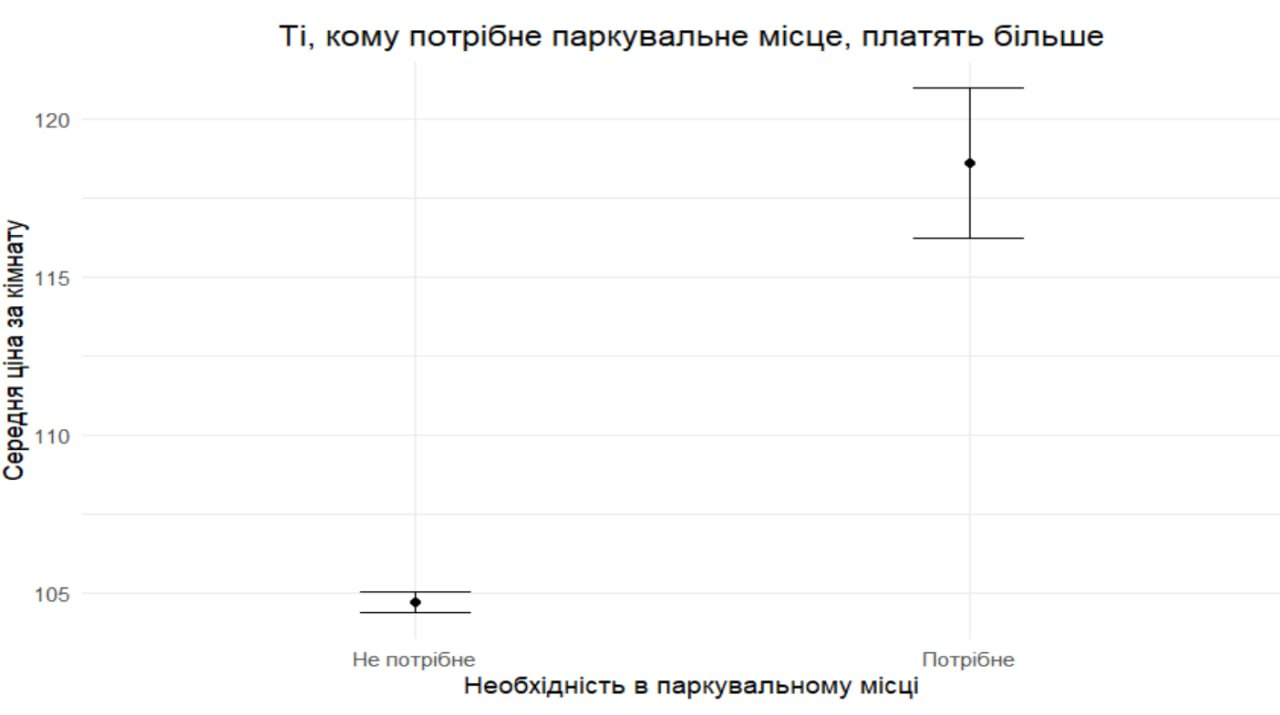 Ті, кому потрібне паркувальне місце, платять більше
120
115
110
105
Середня ціна за кімнату
Не потрібне
Потрібне
Необхідність в паркувальному місці